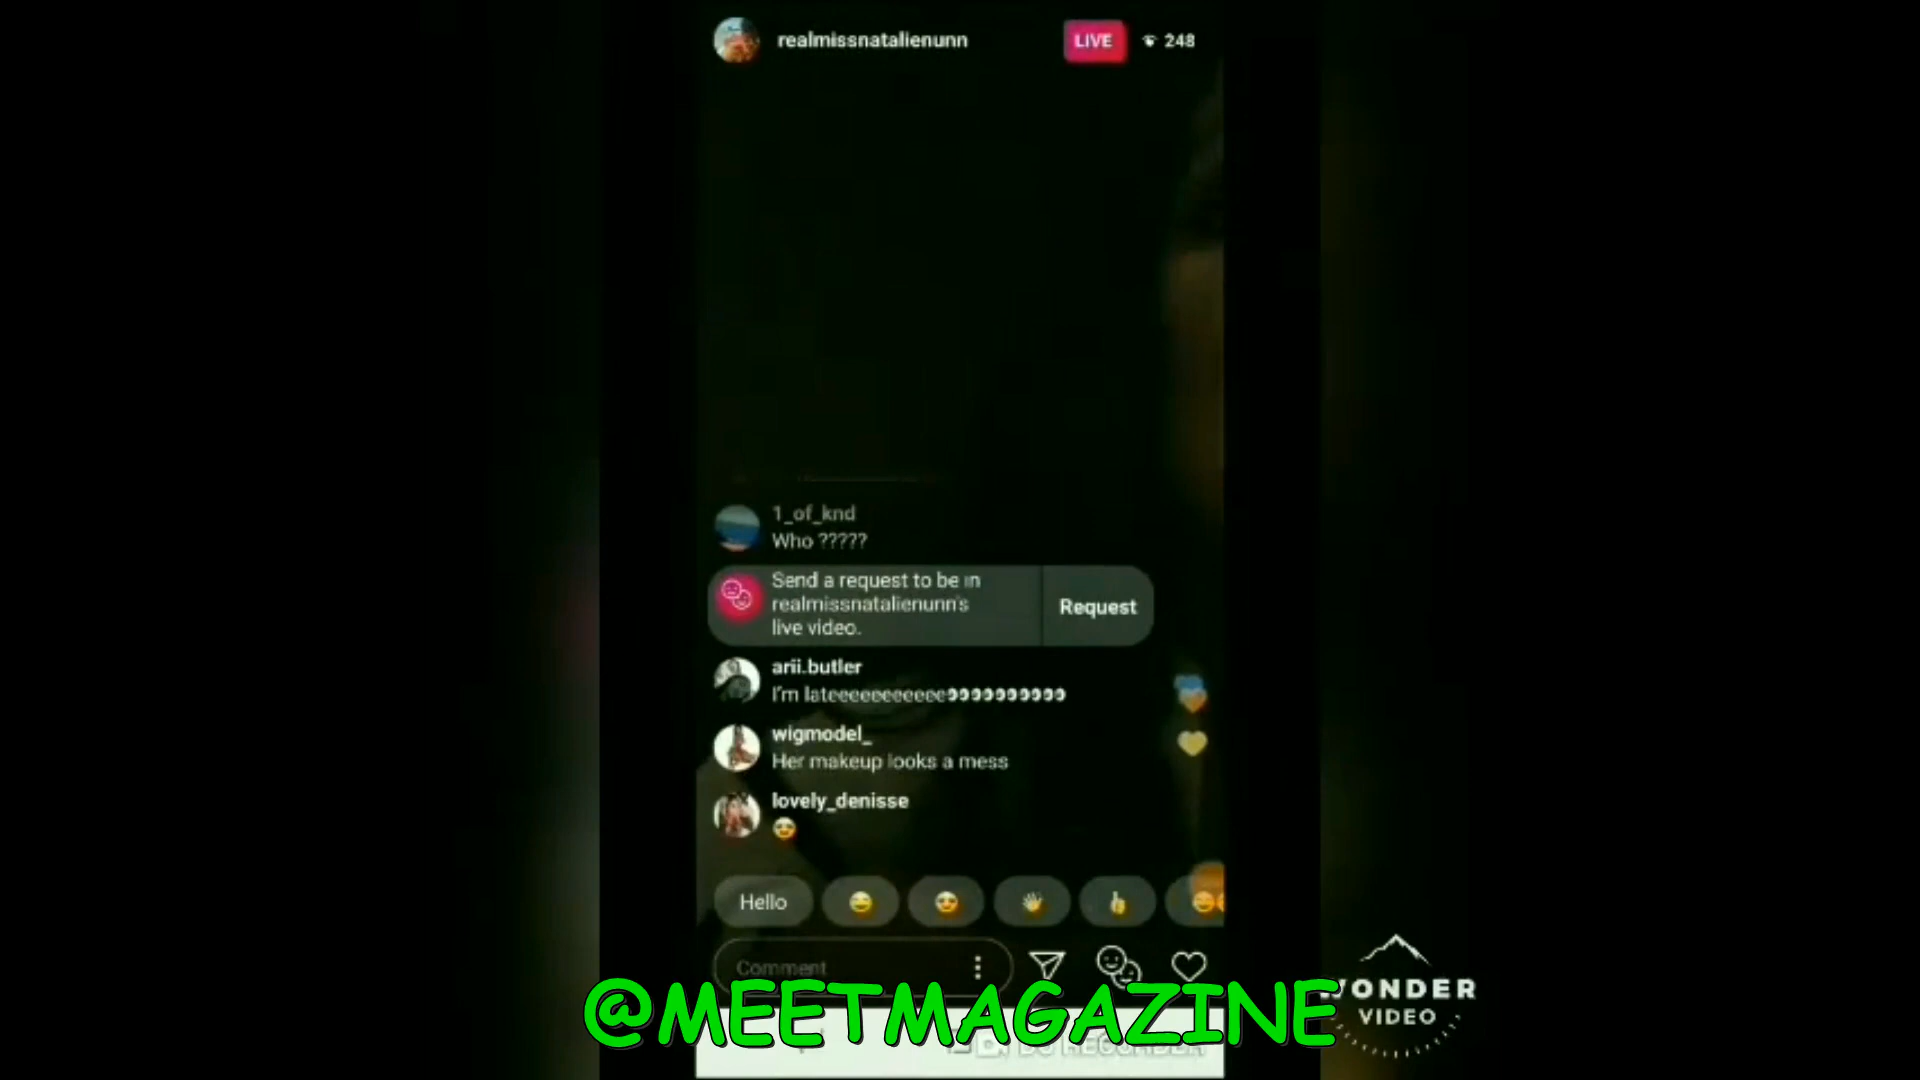 realmissnatalienunn
LIVE
248
1_of_knd
Who ?????
Send a request to be in
realmissnatalienunn's
live video.
Request
arii.butler
I'm lateeeeeeeeeee👀👀👀👀👀
wigmodel_
Her makeup looks a mess
lovely_denisse
😍
Hello
Comment
@MEETMAGAZINE
WONDER
VIDEO